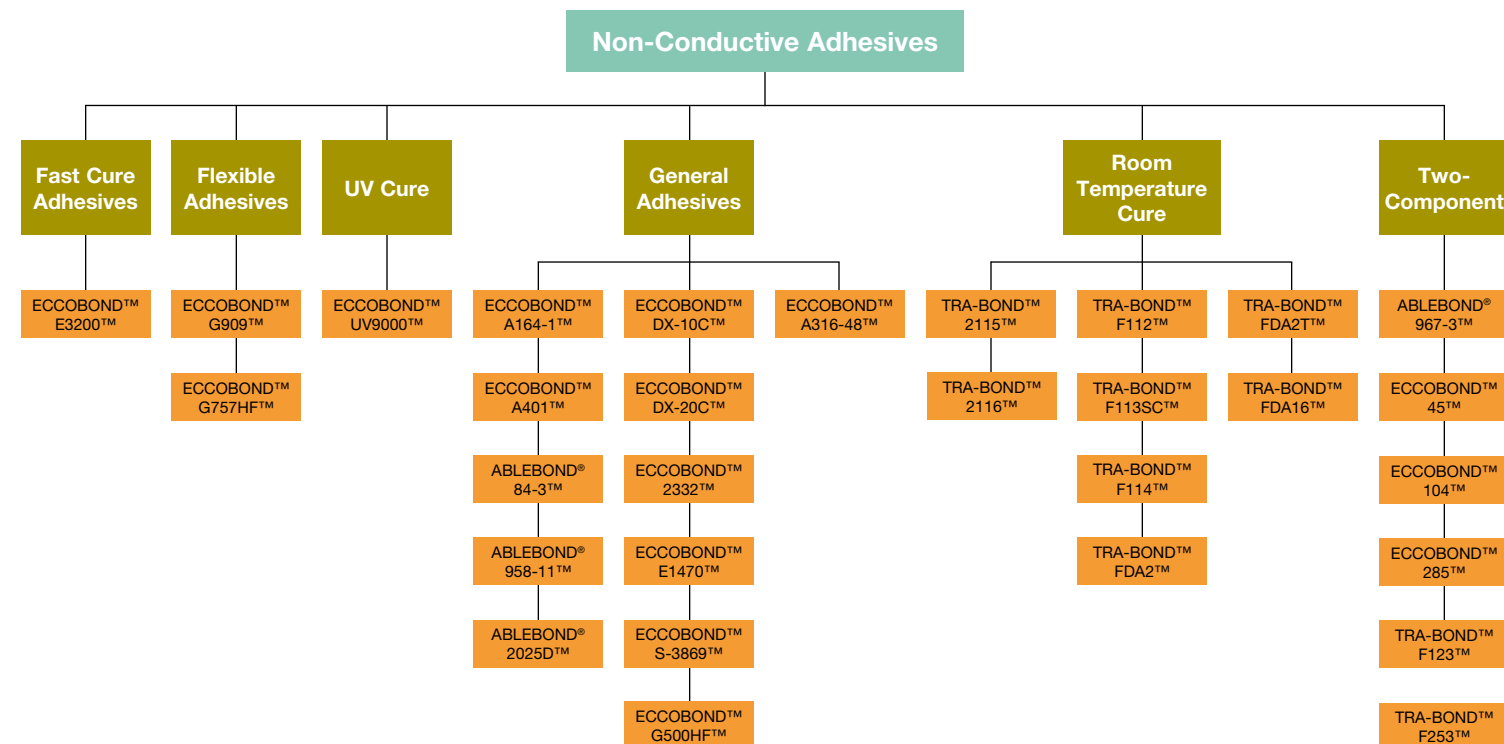 Non-Conductive Adhesives
Fast Cure
Adhesives
Flexible
Adhesives
UV Cure
General
Adhesives
Room
Temperature
Cure
Two-
Component
ECCOBOND™
E3200™
ECCOBOND™
G909™
ECCOBOND™
G757HF™
ECCOBOND™
UV9000™
ECCOBOND™
A164-1™
ECCOBOND™
A401™
ABLEBOND®
84-3™
ABLEBOND®
958-11™
ABLEBOND®
2025D™
ECCOBOND™
DX-10C™
ECCOBOND™
DX-20C™
ECCOBOND™
2332™
ECCOBOND™
E1470™
ECCOBOND™
S-3869™
ECCOBOND™
G500HF™
ECCOBOND™
A316-48™
TRA-BOND™
2115™
TRA-BOND™
2116™
TRA-BOND™
F112™
TRA-BOND™
F113SC™
TRA-BOND™
F114™
TRA-BOND™
FDA2™
TRA-BOND™
FDA2T™
TRA-BOND™
FDA16™
ABLEBOND®
967-3™
ECCOBOND™
45™
ECCOBOND™
104™
ECCOBOND™
285™
TRA-BOND™
F123™
TRA-BOND™
F253™